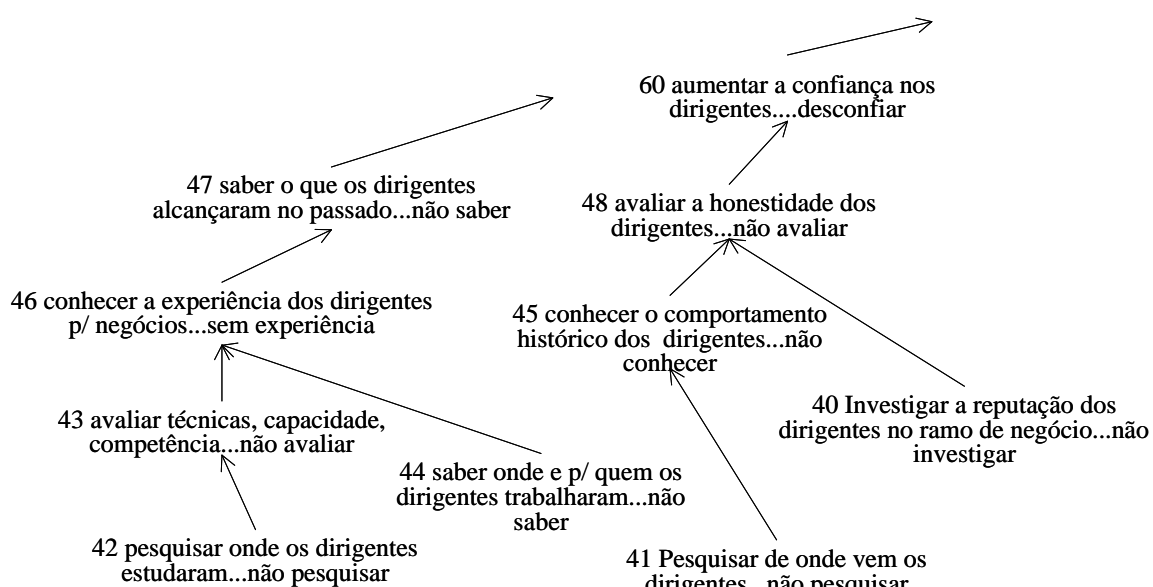 60 aumentar a confiança nos
dirigentes....desconfiar
47 saber o que os dirigentes
alcançaram no passado...não saber
48 avaliar a honestidade dos
dirigentes...não avaliar
46 conhecer a experiência dos dirigentes
p/ negócios...sem experiência
45 conhecer o comportamento
histórico dos  dirigentes...não
conhecer
43 avaliar técnicas, capacidade,
competência...não avaliar
40 Investigar a reputação dos
dirigentes no ramo de negócio...não
investigar
44 saber onde e p/ quem os
dirigentes trabalharam...não
saber
42 pesquisar onde os dirigentes
estudaram...não pesquisar
41 Pesquisar de onde vem os
dirigentes...não pesquisar